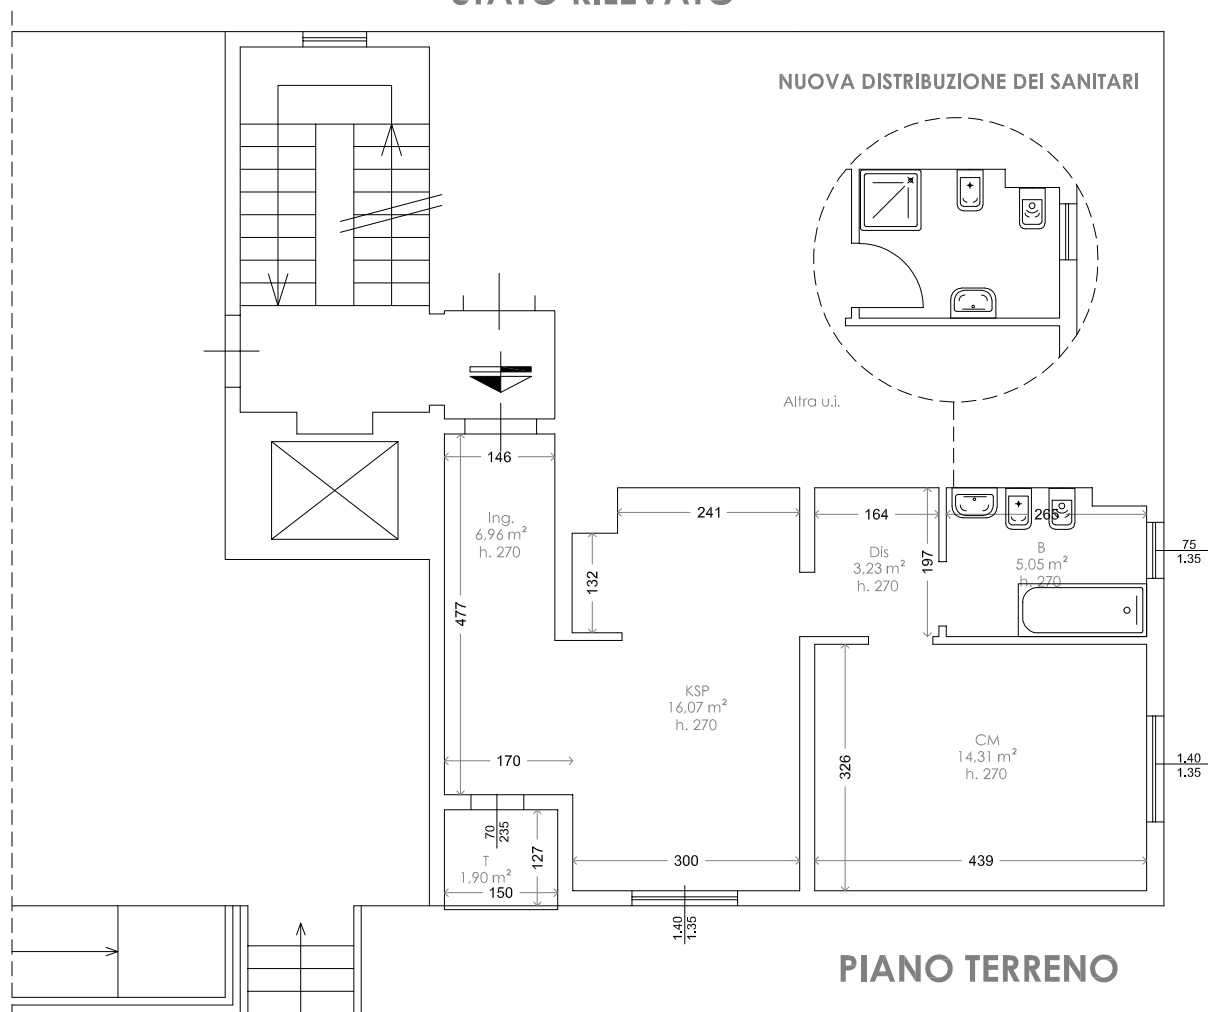 STATO RILEVATO
NUOVA DISTRIBUZIONE DEI SANITARI
Altra u.i.
146
Ing.
6,96 m²
h. 270
477
241
132
164
Dis
3,23 m²
h. 270
197
265
B
5,05 m²
h. 270
75
1.35
KSP
16,07 m²
h. 270
170
326
CM
14,31 m²
h. 270
1.40
1.35
70
235
T
1,90 m²
127
150
300
439
1.40
1.35
PIANO TERRENO